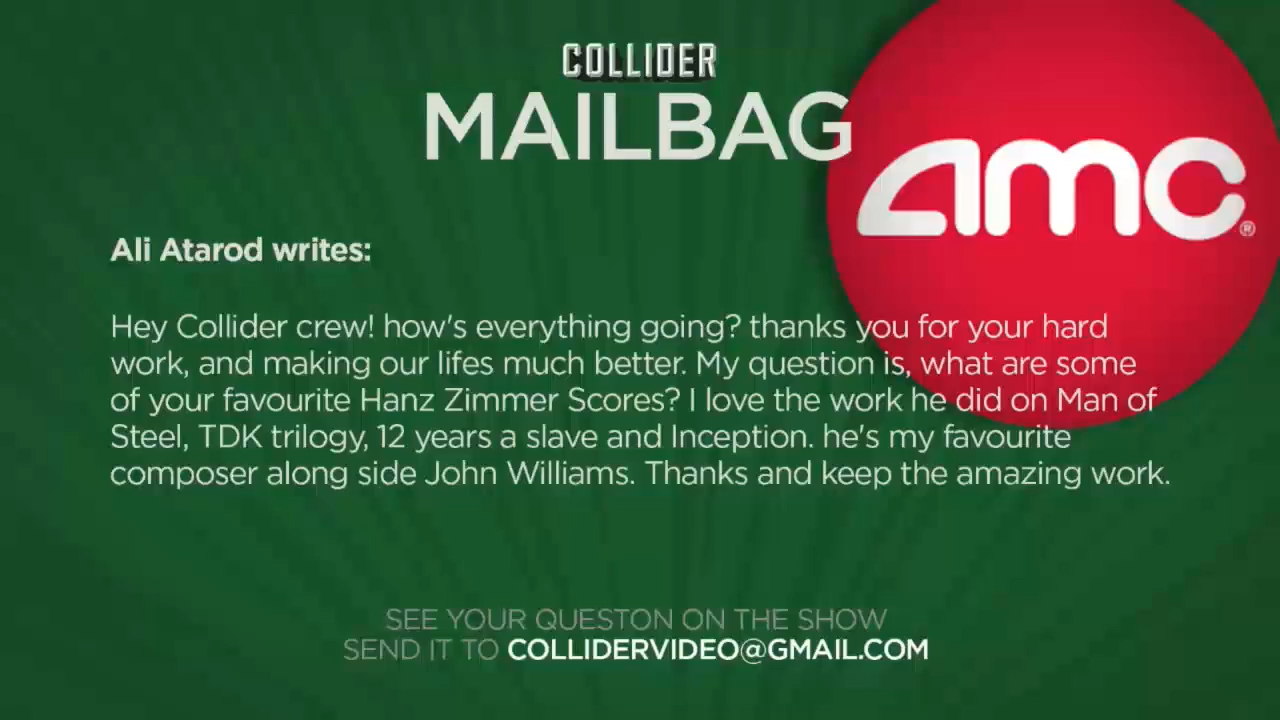 COLLIDER
MAILBAG
amc®
Ali Atarod writes:
Hey Collider crew! how's everything going? thanks you for your hard
work, and making our lifes much better. My question is, what are some
of your favourite Hanz Zimmer Scores? I love the work he did on Man of
Steel, TDK trilogy, 12 years a slave and Inception. he's my favourite
composer along side John Williams. Thanks and keep the amazing work.
SEE YOUR QUESTON ON THE SHOW
SEND IT TO COLLIDERVIDEO@GMAIL.COM